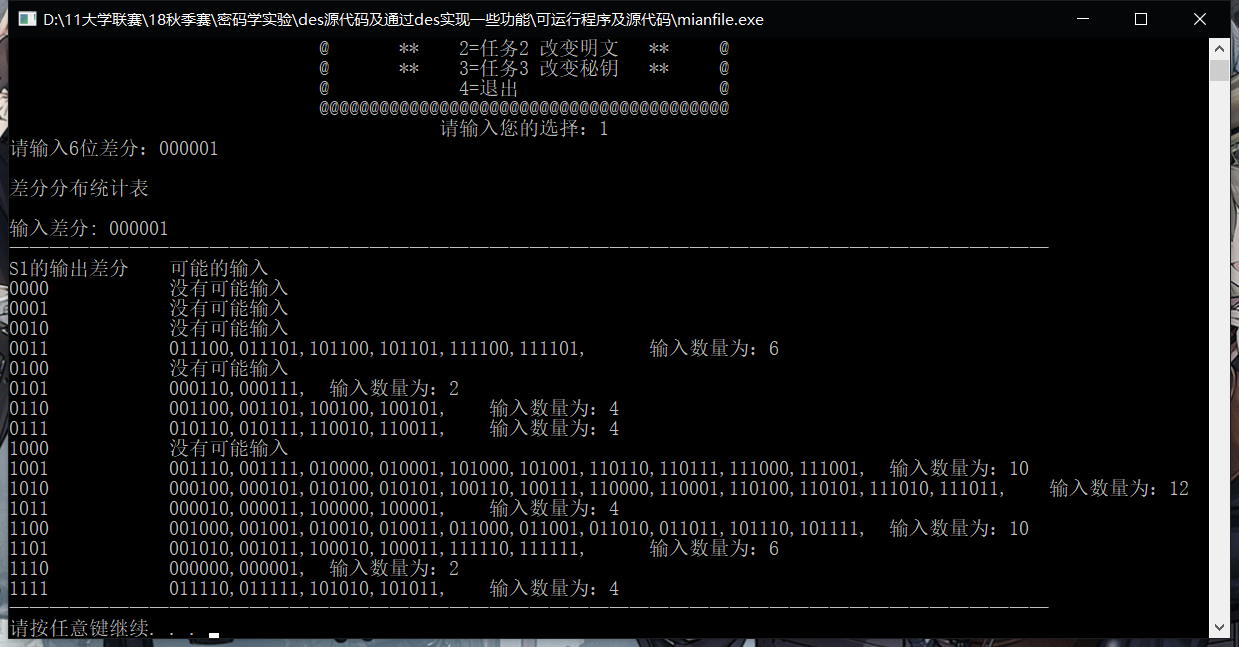 D:\11大学联赛\18秋季赛\密码学实验\des源代码及通过des实现一些功能\可运行程序及源代码\mianfile.exe
@ ** 2=任务2 改变明文 ** @
@ ** 3=任务3 改变秘钥 ** @
@ 4=退出 @
@@@@@@@@@@@@@@@@@@@@@@@@@@@@@@@@@@@@@@@@@
请输入您的选择: 1
请输入6位差分: 000001
差分分布统计表
输入差分: 000001
S1的输出差分 可能的输入
0000 没有可能输入
0001 没有可能输入
0010 没有可能输入
0011 011100,011101,101100,101101,111100,111101, 输入数量为: 6
0100 没有可能输入
0101 000110,000111, 输入数量为: 2
0110 001100,001101,100100,100101, 输入数量为: 4
0111 010110,010111,110010,110011, 输入数量为: 4
1000 没有可能输入
1001 001110,001111,010000,010001,101000,101001,110110,110111,111000,111001, 输入数量为: 10
1010 000100,000101,010100,010101,100110,100111,110000,110001,110100,110101,111010,111011, 输入数量为: 12
1011 000010,000011,100000,100001, 输入数量为: 4
1100 001000,001001,010010,010011,011000,011001,011010,011011,101110,101111, 输入数量为: 10
1101 001010,001011,100010,100011,111110,111111, 输入数量为: 6
1110 000000,000001, 输入数量为: 2
1111 011110,011111,101010,101011, 输入数量为: 4
请按任意键继续. . .